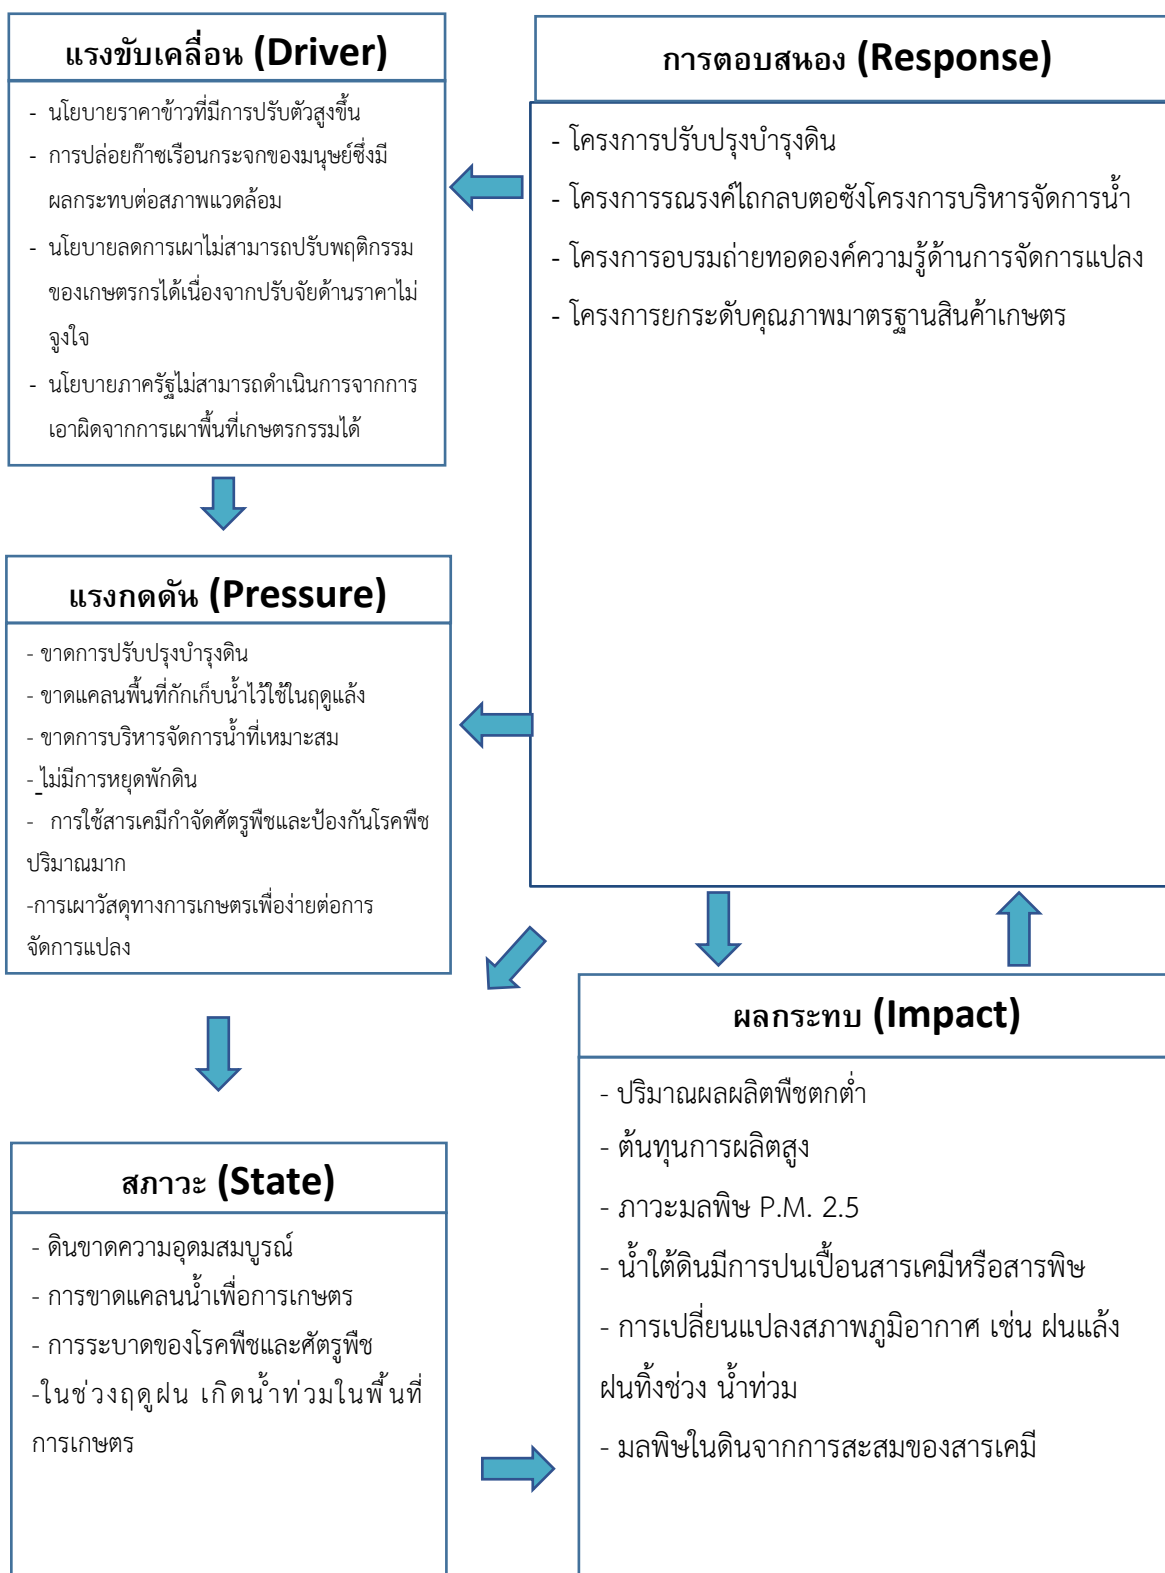 แรงขับเคลื่อน (Driver)
- นโยบายราคาข้าวที่มีการปรับตัวสูงขึ้น
- การปล่อยก๊าซเรือนกระจกของมนุษย์ซึ่งมี
ผลกระทบต่อสภาพแวดล้อม
- นโยบายลดการเผาไม่สามารถปรับพฤติกรรม
ของเกษตรกรได้เนื่องจากปรับจัยด้านราคาไม่
จูงใจ
- นโยบายภาครัฐไม่สามารถดำเนินการจากการ
เอาผิดจากการเผาพื้นที่เกษตรกรรมได้
การตอบสนอง (Response)
- โครงการปรับปรุงบำรุงดิน
- โครงการรณรงค์ไถกลบตอซังโครงการบริหารจัดการน้ำ
- โครงการอบรมถ่ายทอดองค์ความรู้ด้านการจัดการแปลง
- โครงการยกระดับคุณภาพมาตรฐานสินค้าเกษตร
แรงกดดัน (Pressure)
- ขาดการปรับปรุงบำรุงดิน
- ขาดแคลนพื้นที่กักเก็บน้ำไว้ใช้ในฤดูแล้ง
- ขาดการบริหารจัดการน้ำที่เหมาะสม
- ไม่มีการหยุดพักดิน
- การใช้สารเคมีกำจัดศัตรูพืชและป้องกันโรคพืช
ปริมาณมาก
-การเผาวัสดุทางการเกษตรเพื่อง่ายต่อการ
จัดการแปลง
สภาวะ (State)
- ดินขาดความอุดมสมบูรณ์
- การขาดแคลนน้ำเพื่อการเกษตร
- การระบาดของโรคพืชและศัตรูพืช
-ในช่วงฤดูฝน เกิดน้ำท่วมในพื้นที่
การเกษตร
ผลกระทบ (Impact)
- ปริมาณผลผลิตพืชตกต่ำ
- ต้นทุนการผลิตสูง
- ภาวะมลพิษ P.M. 2.5
- น้ำใต้ดินมีการปนเปื้อนสารเคมีหรือสารพิษ
- การเปลี่ยนแปลงสภาพภูมิอากาศ เช่น ฝนแล้ง
ฝนทิ้งช่วง น้ำท่วม
- มลพิษในดินจากการสะสมของสารเคมี